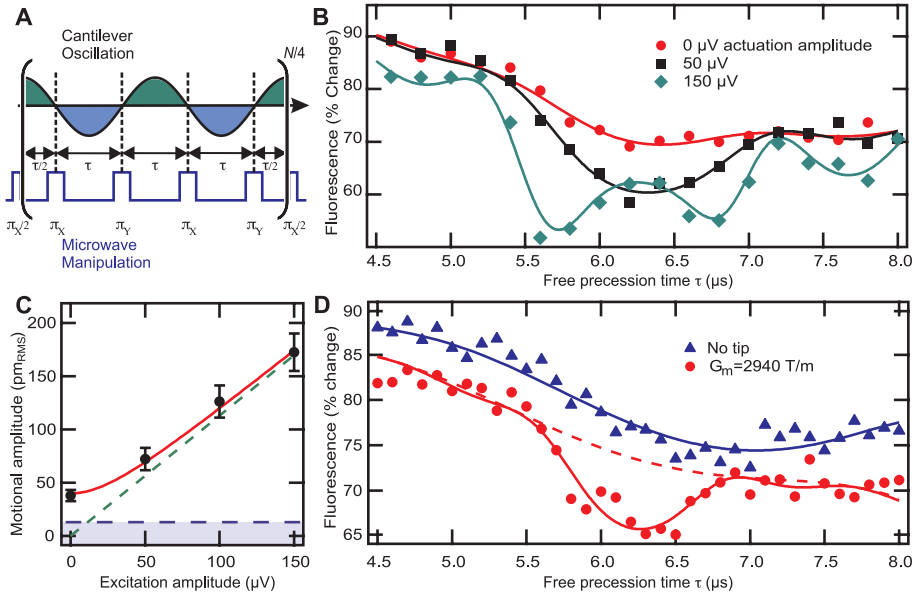 A
Cantilever
Oscillation
N/4
τ/2
τ
τ
τ
τ/2
πX/2
πX
πY
πX
πY
πX/2
Microwave
Manipulation
B
Fluorescence (% Change)
90
80
70
60
0 µV actuation amplitude
50 µV
150 µV
4.5
5.0
5.5
6.0
6.5
7.0
7.5
8.0
Free precession time τ (µs)
C
Motional amplitude (pmRMS)
200
150
100
50
0
0
50
100
150
Excitation amplitude (µV)
D
Fluorescence (% change)
90
85
80
75
70
65
No tip
Gm=2940 T/m
4.5
5.0
5.5
6.0
6.5
7.0
7.5
8.0
Free precession time τ (µs)